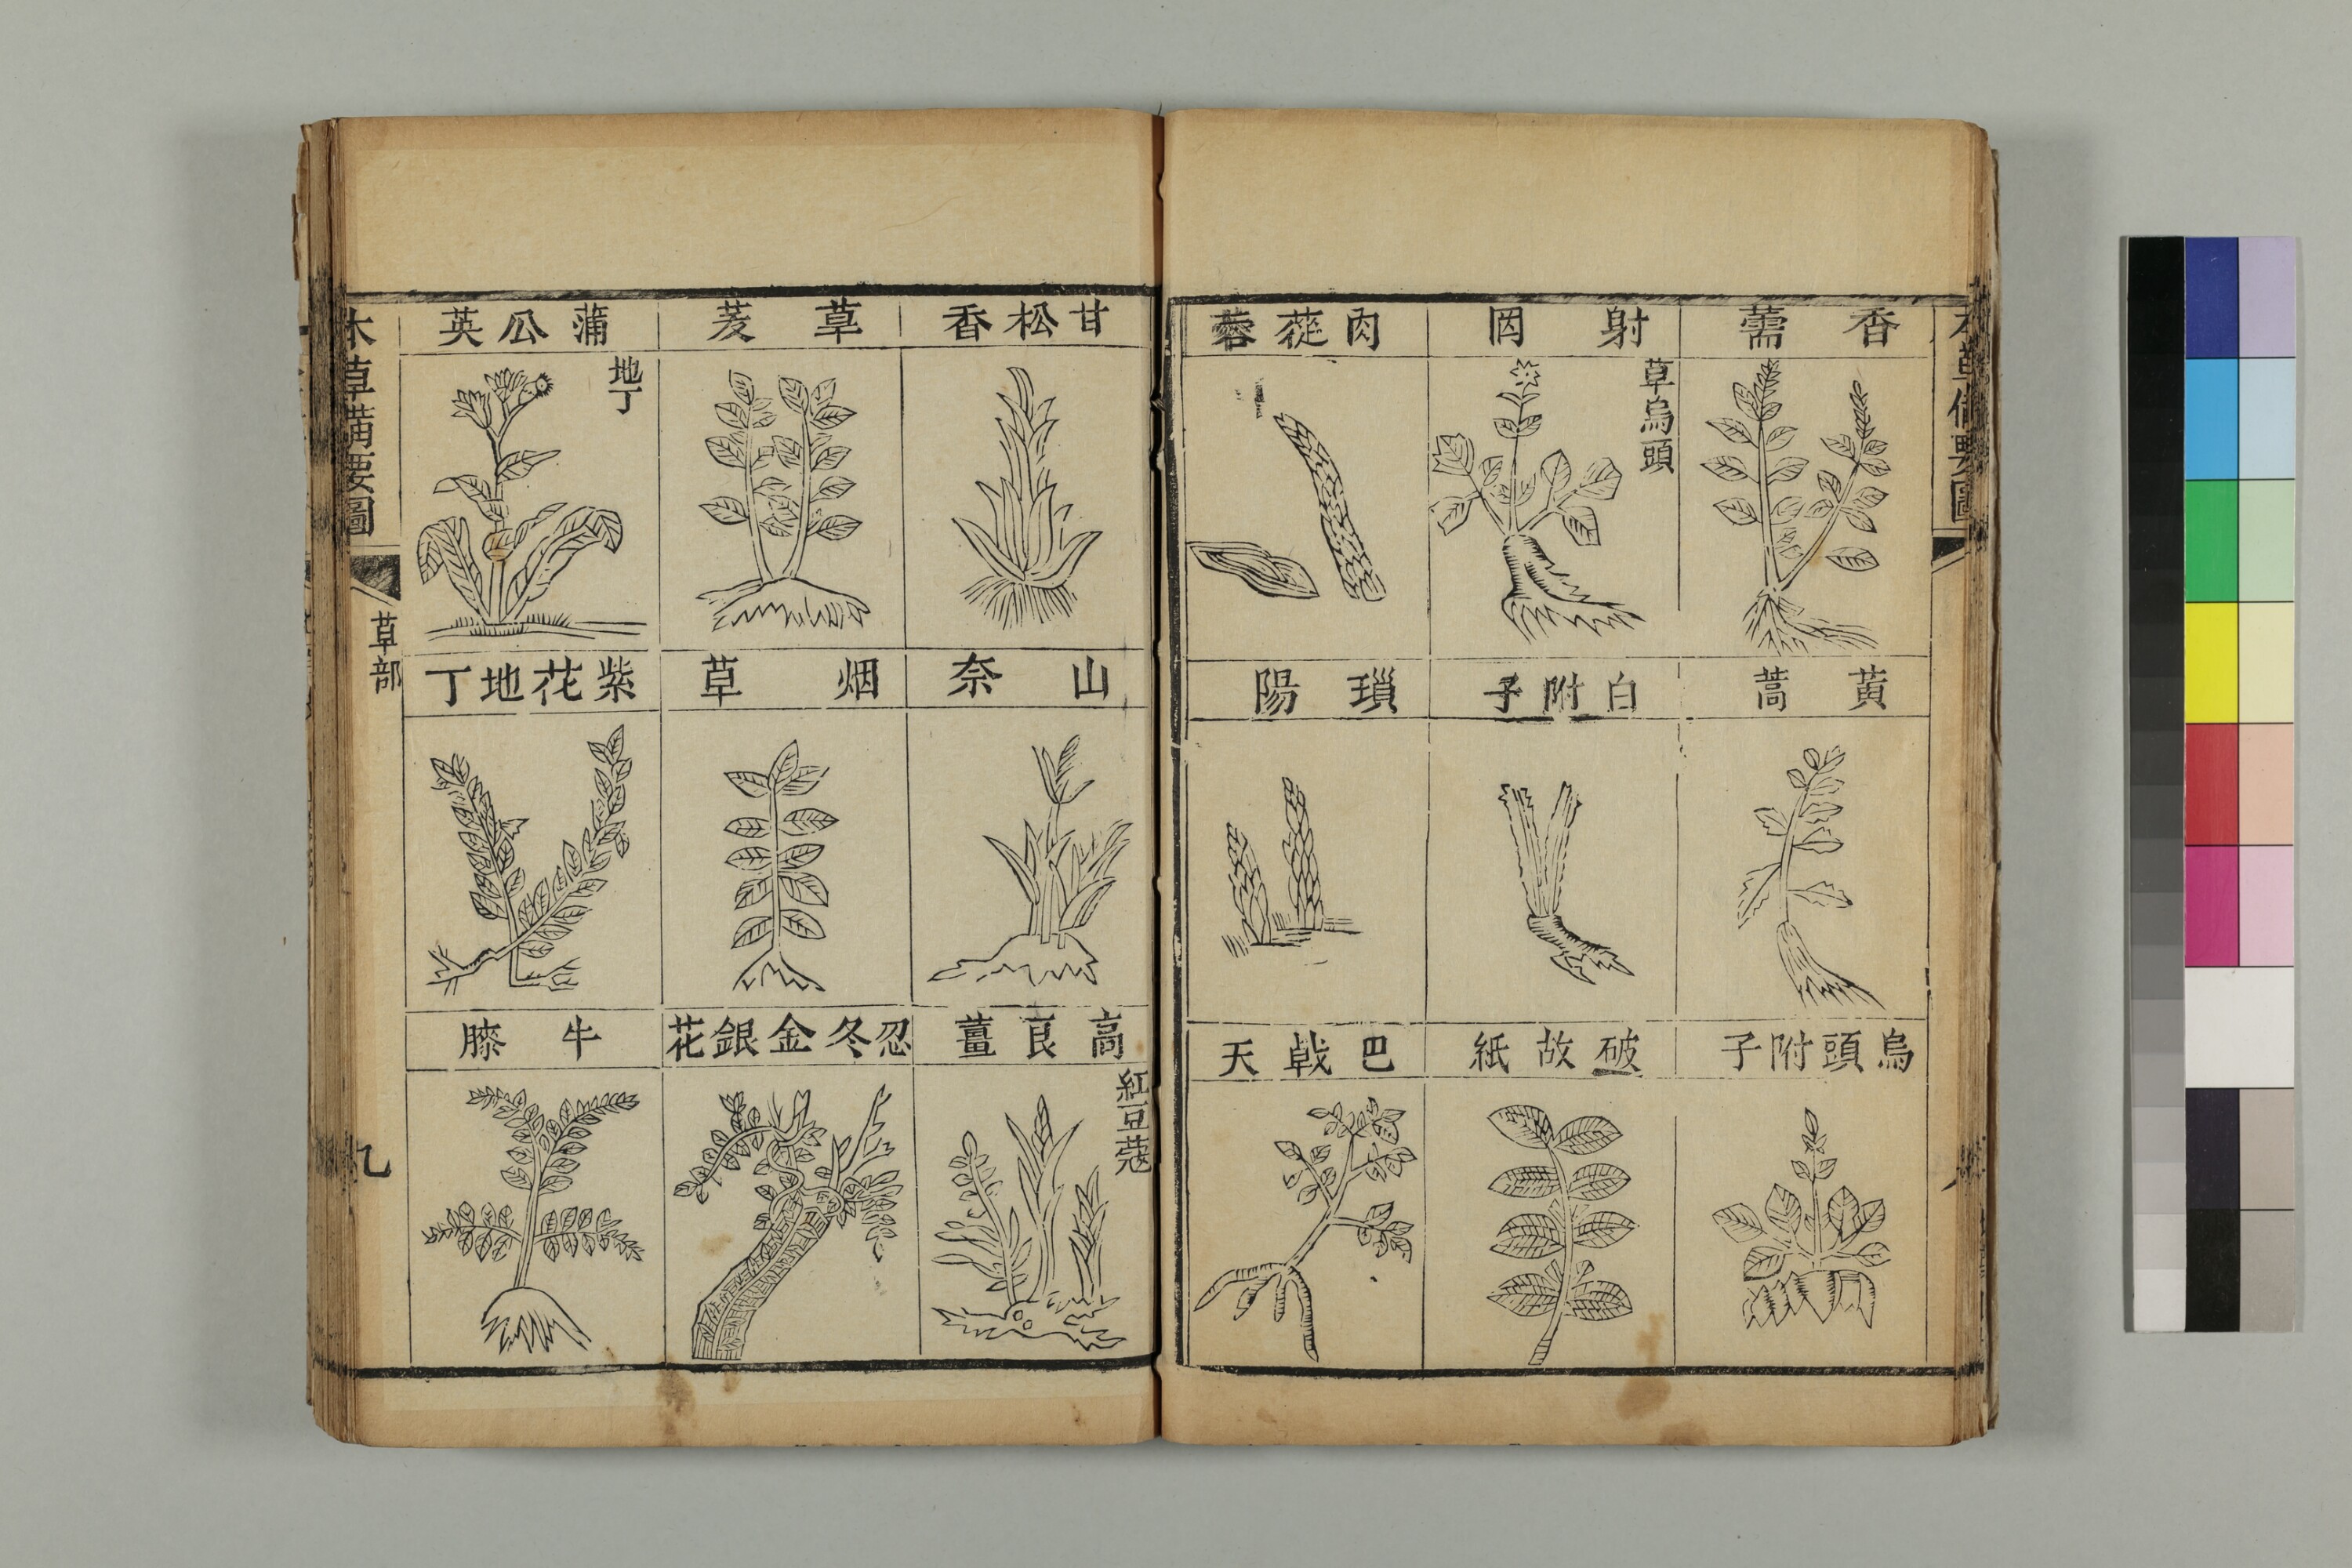 本草備要圖
香薷
射罔
草烏頭
肉蓯蓉
黃蒿
白附子
瑣陽
烏頭附子
破故紙
巴戟天
甘松香
草茇
蒲公英
地丁
山奈
烟草
紫花地丁
高良薑
紅豆蔻
忍冬金銀花
牛膝
本草備要圖
草部
九